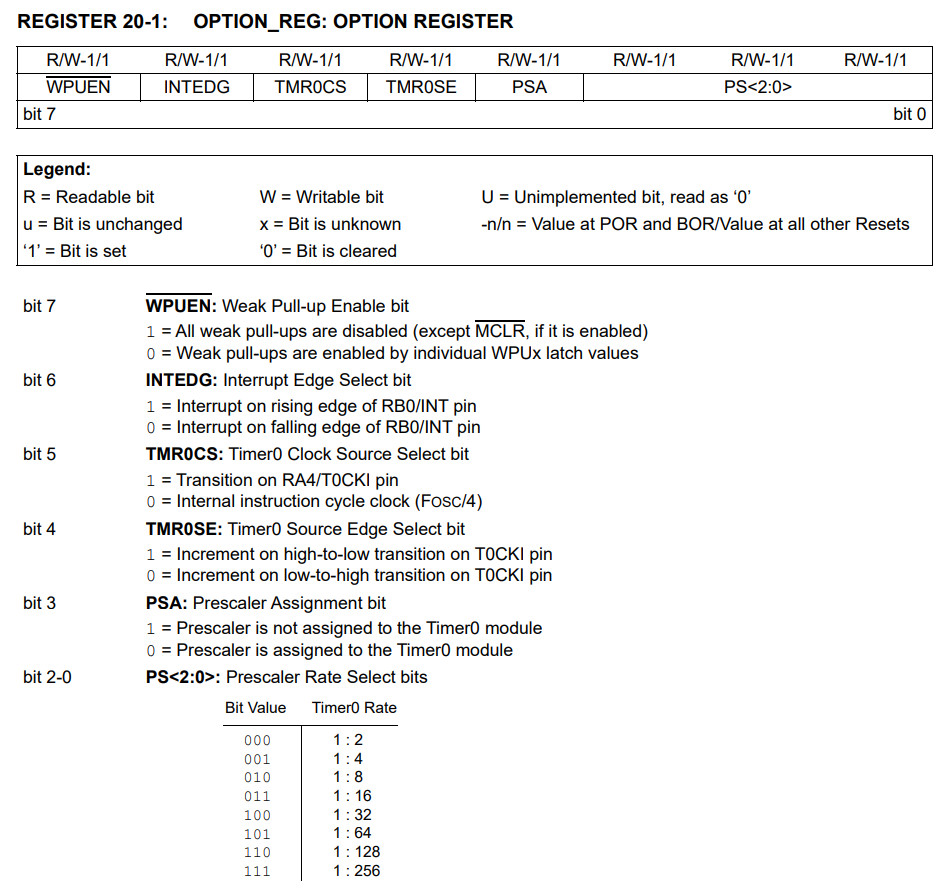 REGISTER 20-1: OPTION_REG: OPTION REGISTER
R/W-1/1 R/W-1/1 R/W-1/1 R/W-1/1 R/W-1/1 R/W-1/1 R/W-1/1 R/W-1/1
WPUEN INTEDG TMR0CS TMR0SE PSA PS<2:0>
bit 7 bit 0
Legend:
R = Readable bit W = Writable bit U = Unimplemented bit, read as ‘0’
u = Bit is unchanged x = Bit is unknown -n/n = Value at POR and BOR/Value at all other Resets
‘1’ = Bit is set ‘0’ = Bit is cleared
bit 7 WPUEN: Weak Pull-up Enable bit
1 = All weak pull-ups are disabled (except MCLR, if it is enabled)
0 = Weak pull-ups are enabled by individual WPUx latch values
bit 6 INTEDG: Interrupt Edge Select bit
1 = Interrupt on rising edge of RB0/INT pin
0 = Interrupt on falling edge of RB0/INT pin
bit 5 TMR0CS: Timer0 Clock Source Select bit
1 = Transition on RA4/T0CKI pin
0 = Internal instruction cycle clock (FOSC/4)
bit 4 TMR0SE: Timer0 Source Edge Select bit
1 = Increment on high-to-low transition on T0CKI pin
0 = Increment on low-to-high transition on T0CKI pin
bit 3 PSA: Prescaler Assignment bit
1 = Prescaler is not assigned to the Timer0 module
0 = Prescaler is assigned to the Timer0 module
bit 2-0 PS<2:0>: Prescaler Rate Select bits
Bit Value Timer0 Rate
000 1 : 2
001 1 : 4
010 1 : 8
011 1 : 16
100 1 : 32
101 1 : 64
110 1 : 128
111 1 : 256